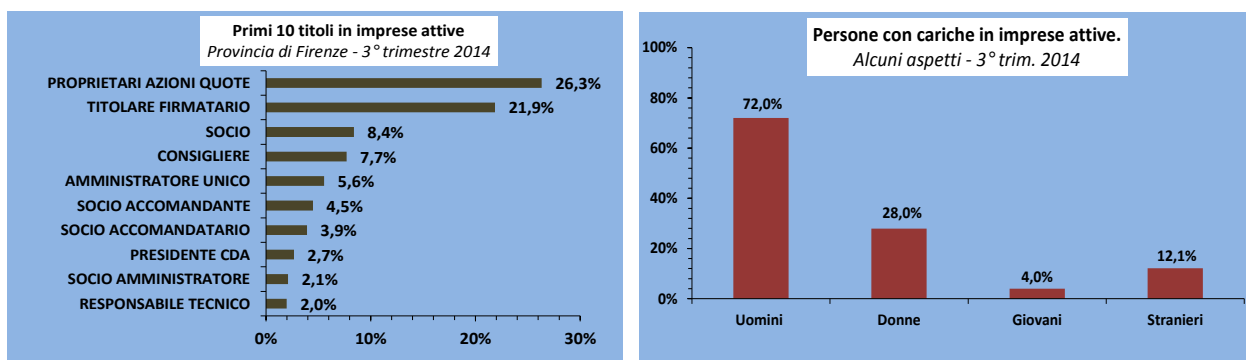 Primi 10 titoli in imprese attive
Provincia di Firenze - 3° trimestre 2014
PROPRIETARI AZIONI QUOTE 26,3%
TITOLARE FIRMATARIO 21,9%
SOCIO 8,4%
CONSIGLIERE 7,7%
AMMINISTRATORE UNICO 5,6%
SOCIO ACCOMANDANTE 4,5%
SOCIO ACCOMANDATARIO 3,9%
PRESIDENTE CDA 2,7%
SOCIO AMMINISTRATORE 2,1%
RESPONSABILE TECNICO 2,0%
0% 10% 20% 30%
Persone con cariche in imprese attive.
Alcuni aspetti - 3° trim. 2014
100%
80%
60%
40%
20%
0%
72,0%
28,0%
4,0%
12,1%
Uomini Donne Giovani Stranieri